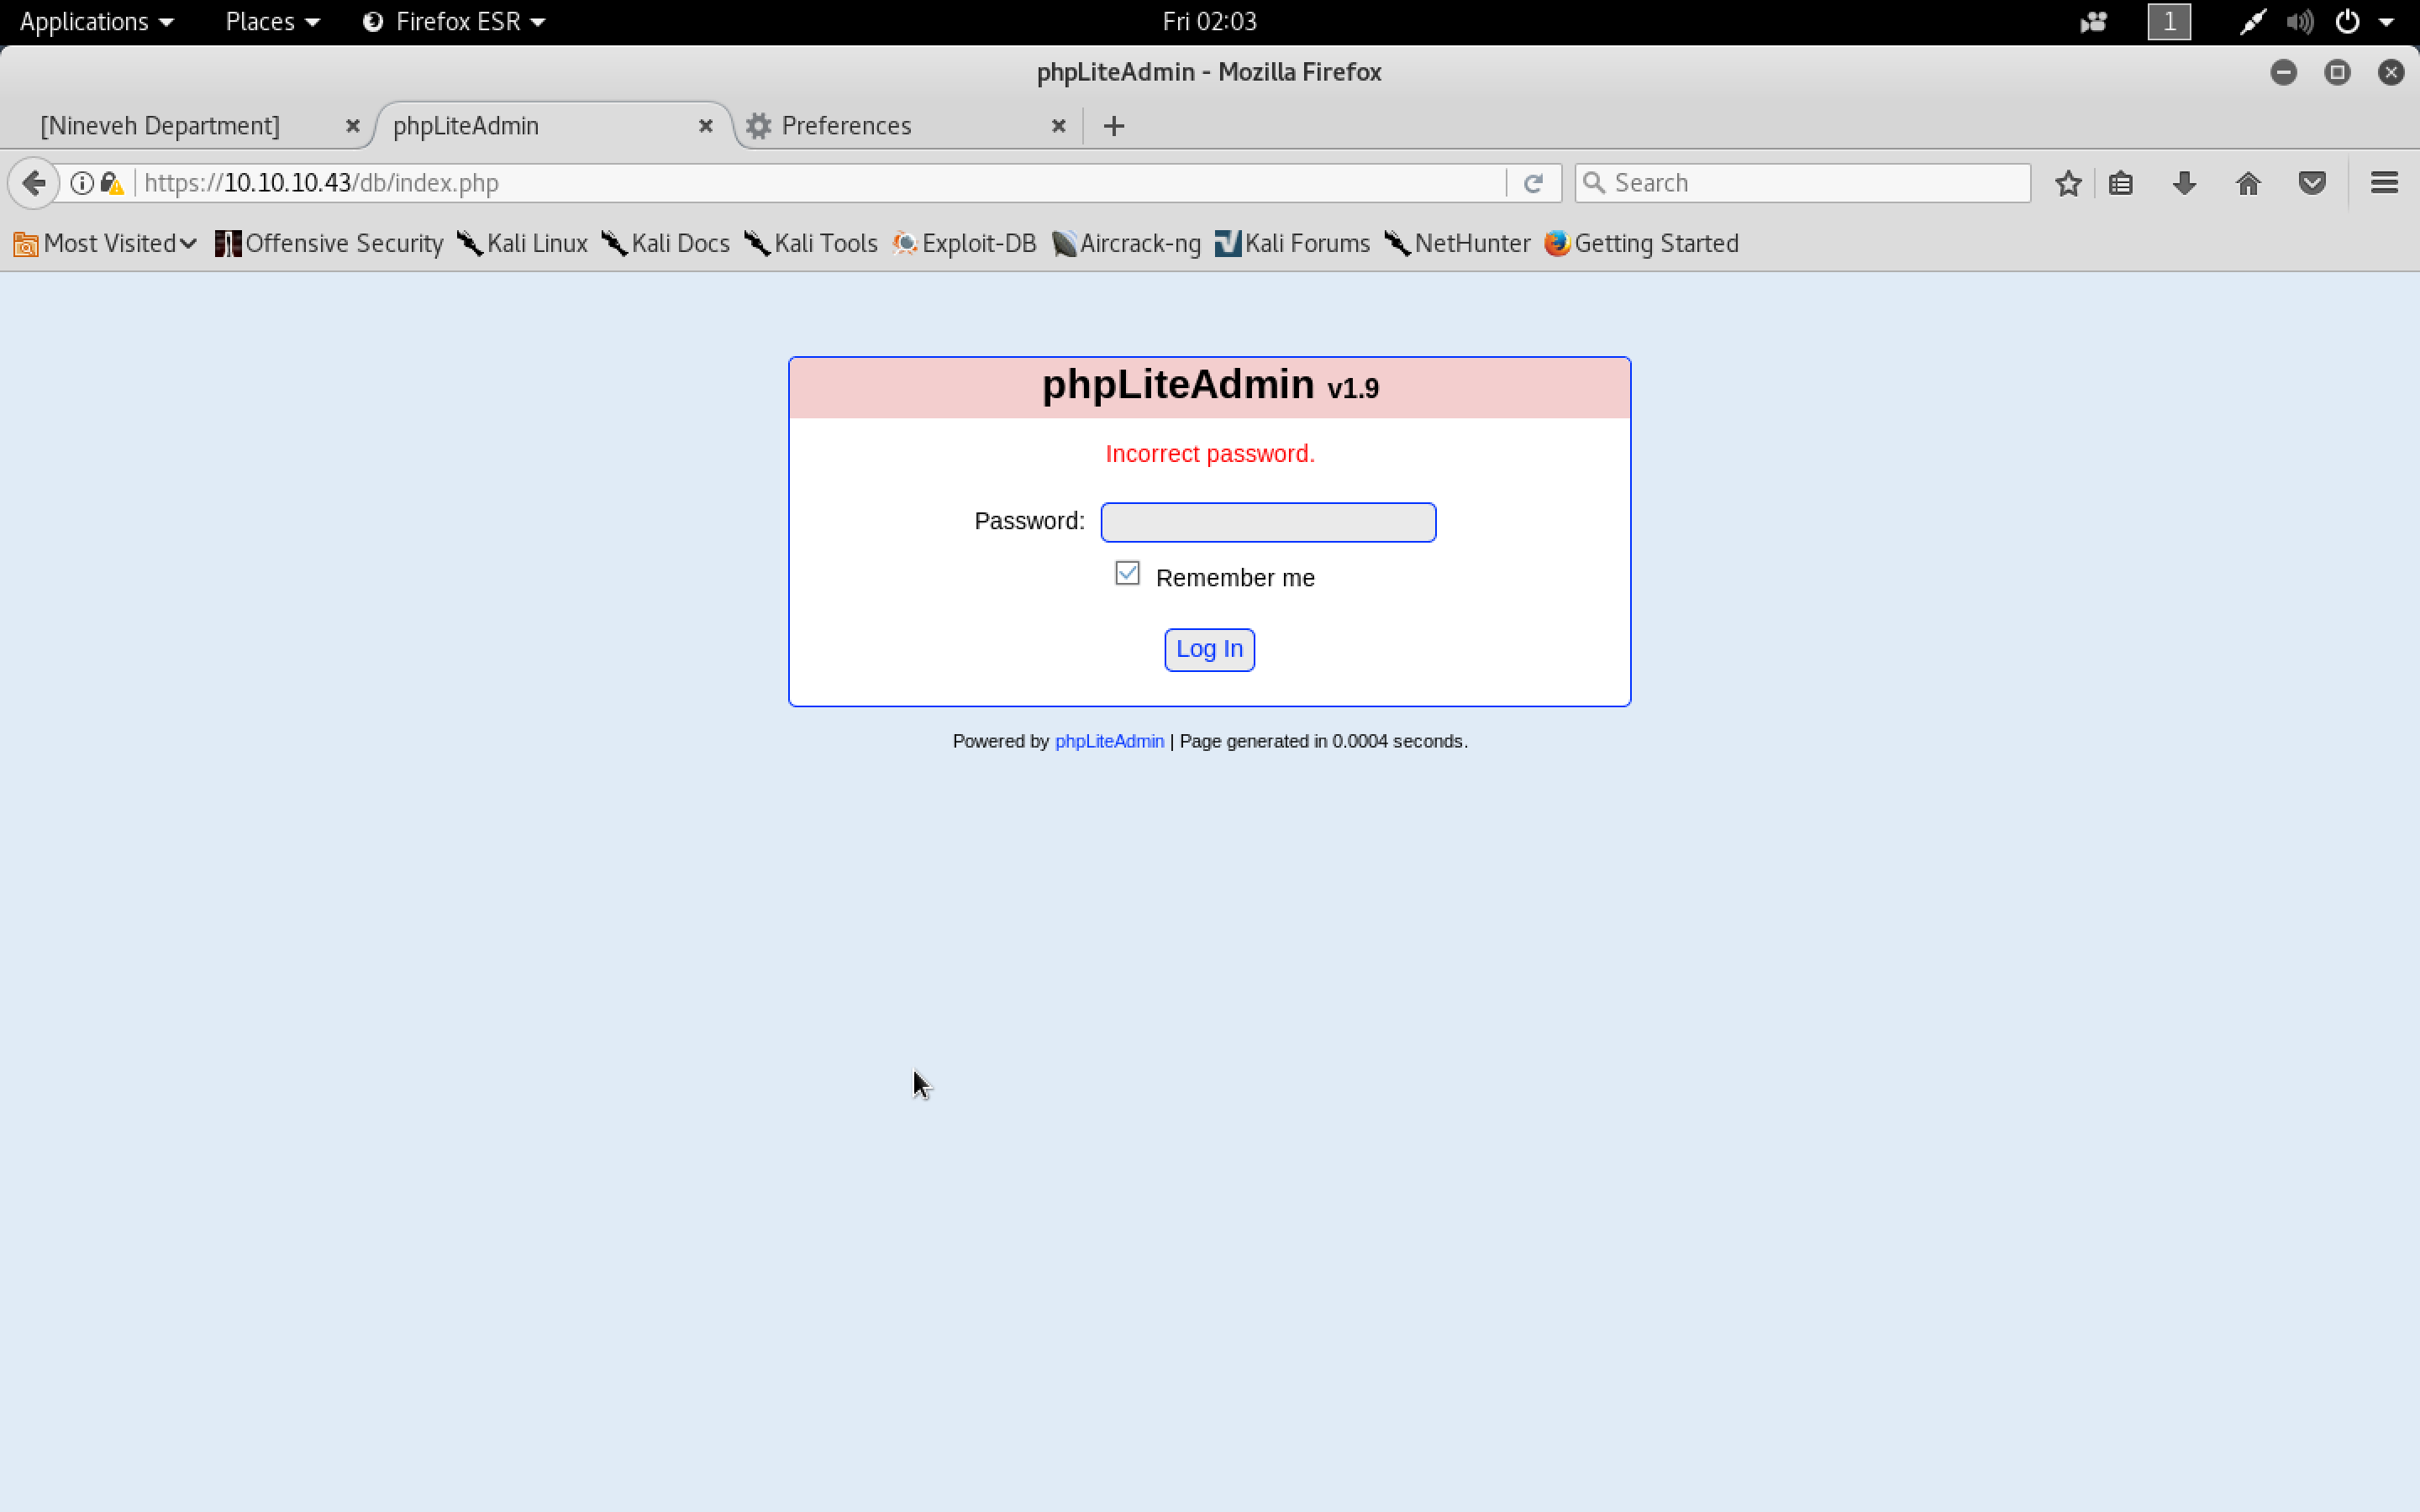 Applications Places Firefox ESR Fri 02:03 1
phpLiteAdmin - Mozilla Firefox
[Nineveh Department] phpLiteAdmin Preferences
https://10.10.10.43/db/index.php Search
Most Visited Offensive Security Kali Linux Kali Docs Kali Tools Exploit-DB Aircrack-ng Kali Forums NetHunter Getting Started
phpLiteAdmin v1.9
Incorrect password.
Password:
Remember me
Log In
Powered by phpLiteAdmin | Page generated in 0.0004 seconds.